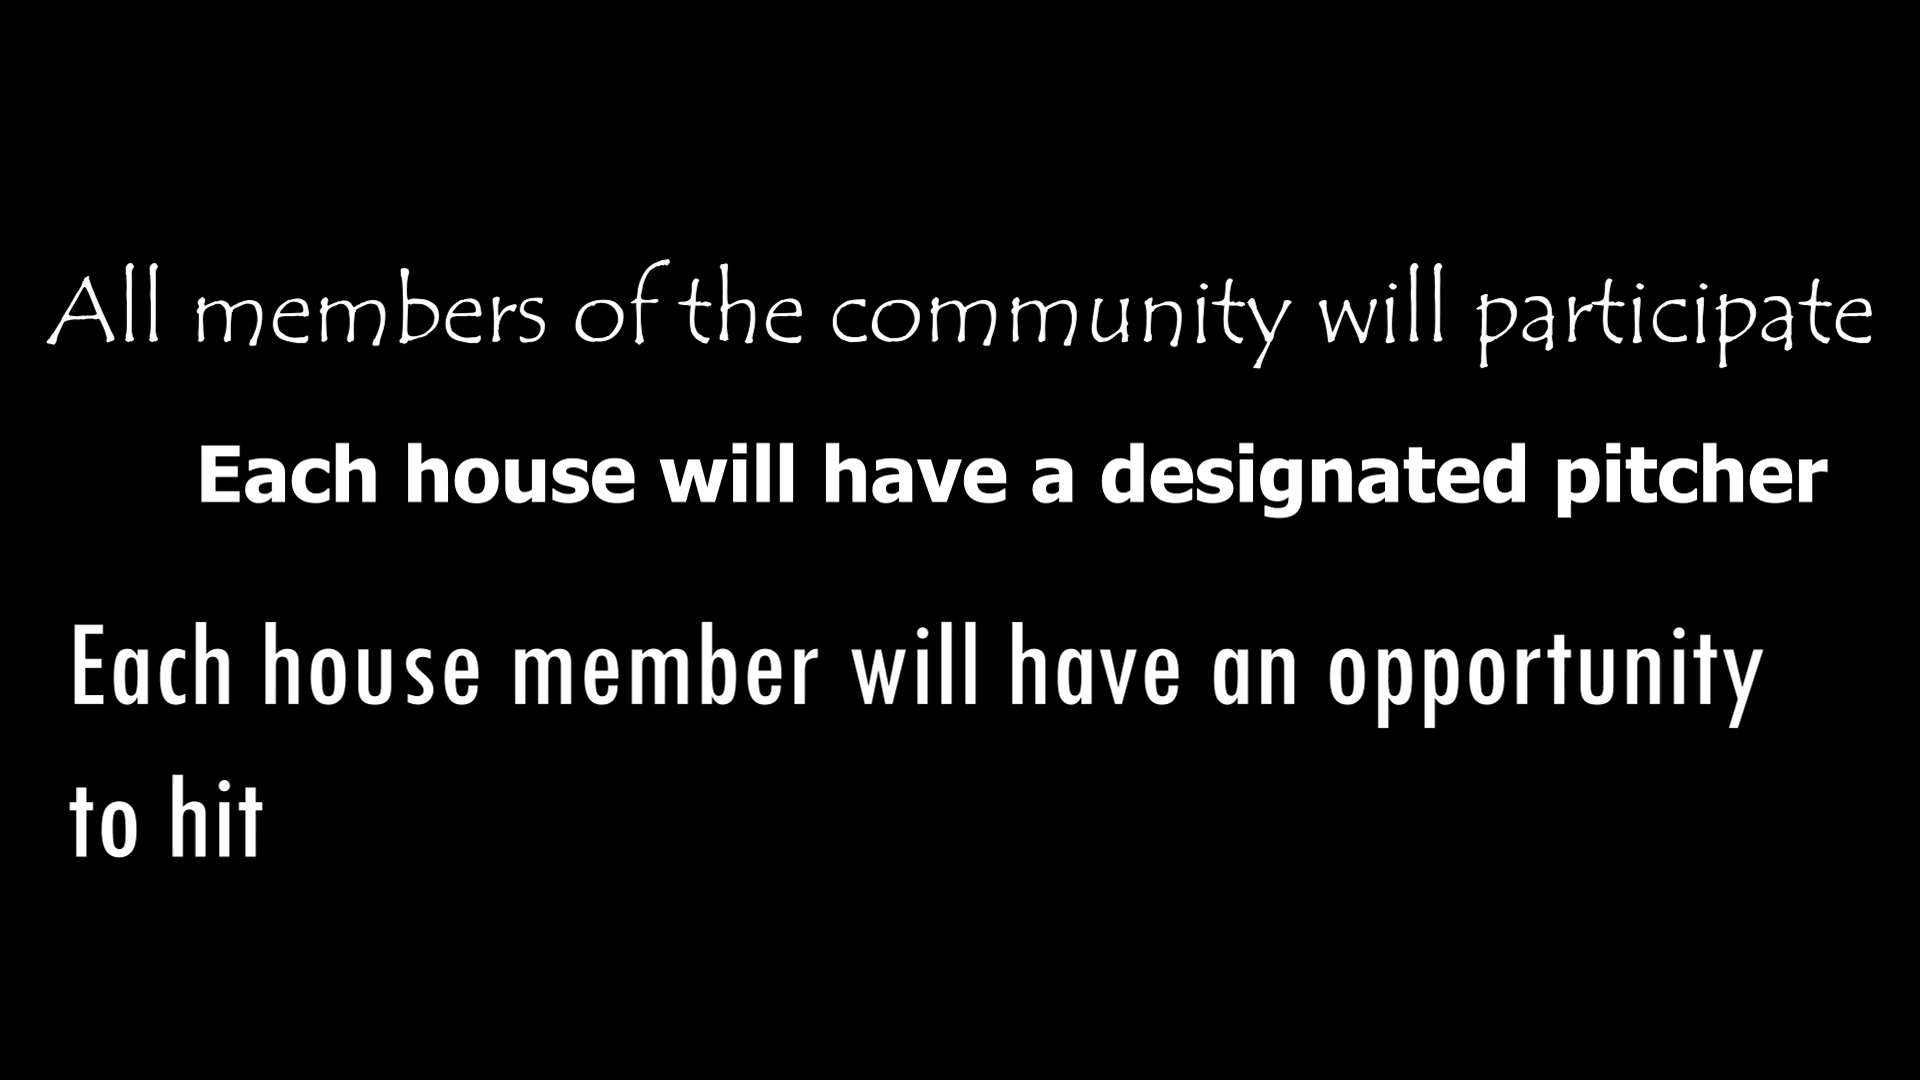 All members of the community will participate
Each house will have a designated pitcher
Each house member will have an opportunity
to hit